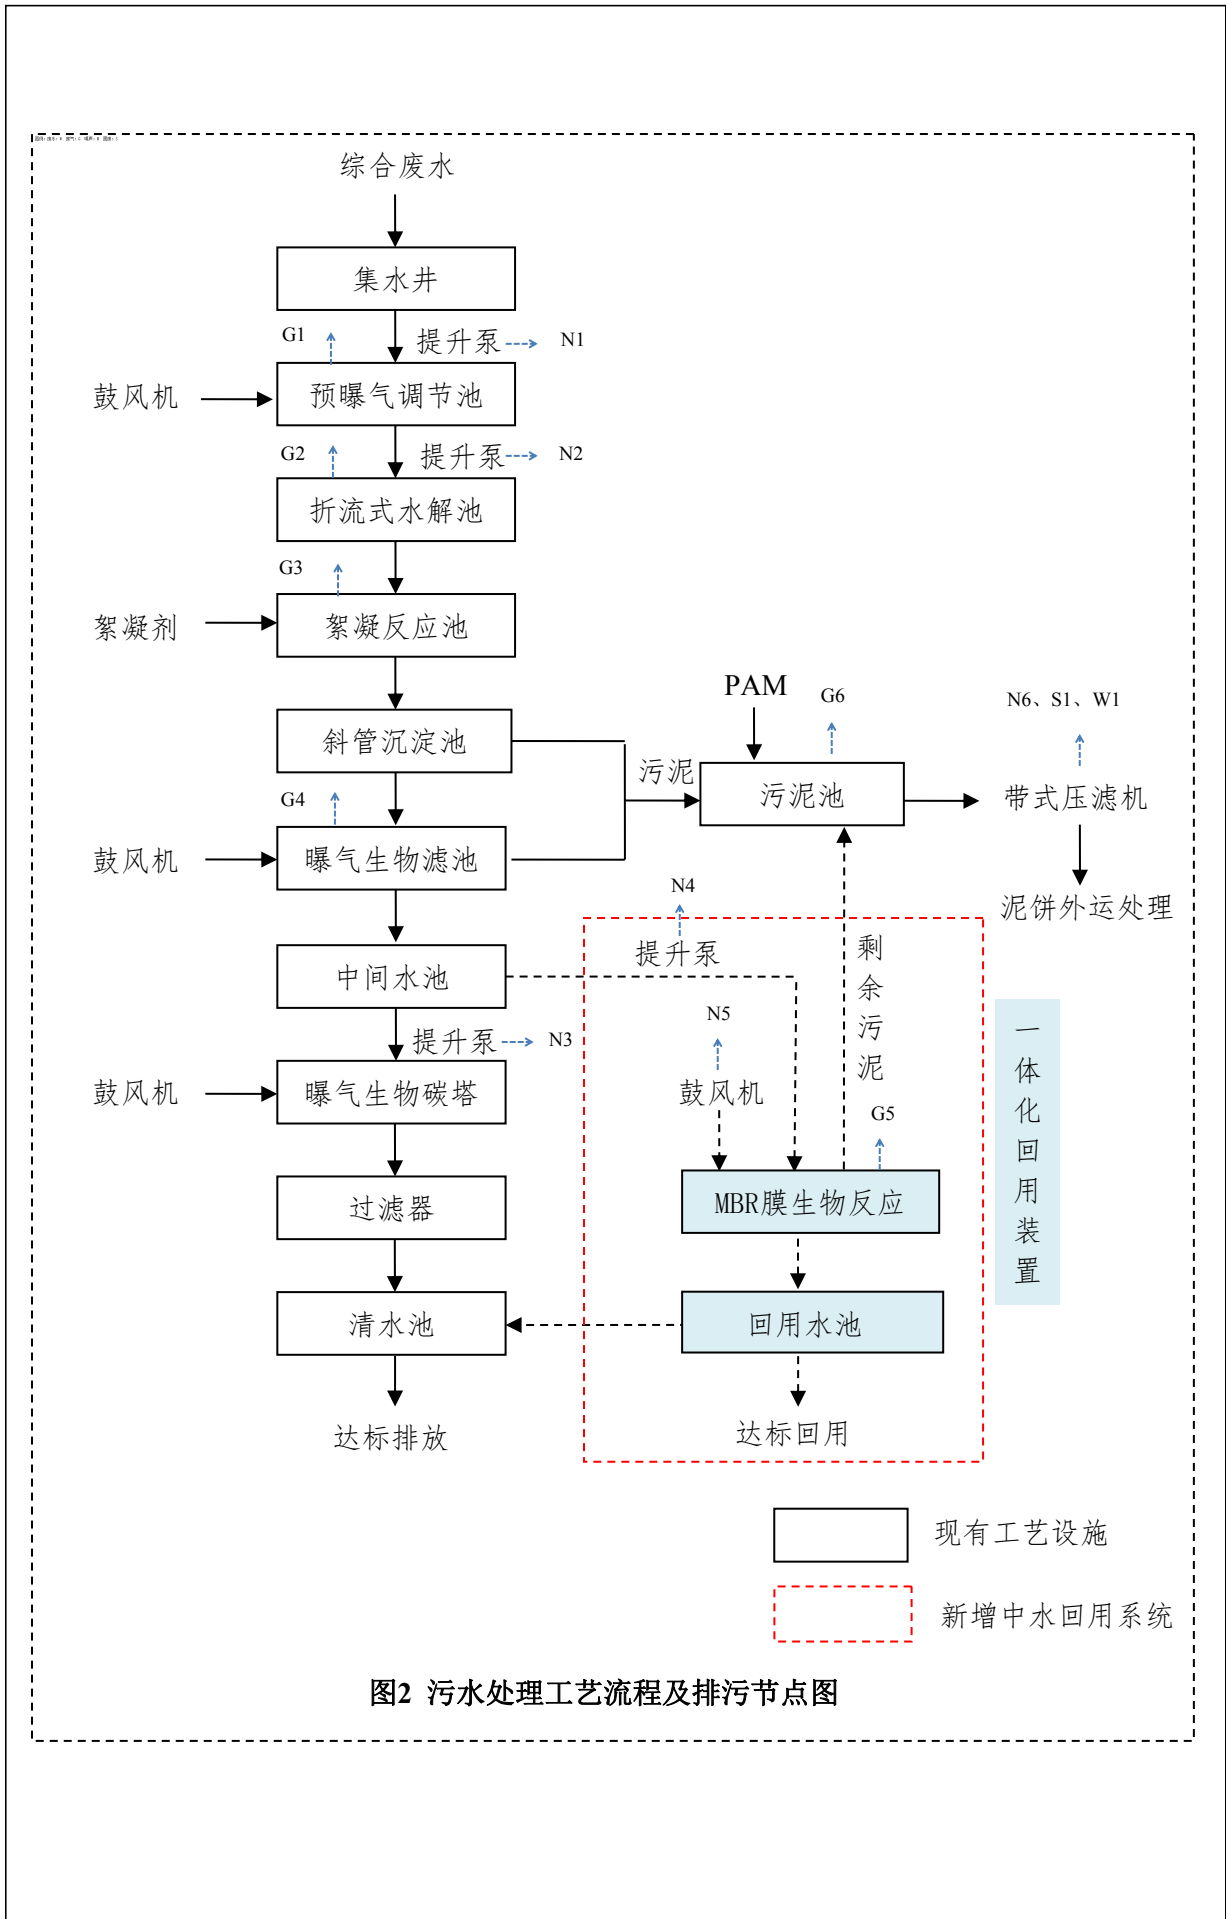 综合废水
集水井
G1
提升泵
N1
鼓风机
预曝气调节池
G2
提升泵
N2
折流式水解池
G3
絮凝剂
絮凝反应池
斜管沉淀池
污泥
PAM
G6
N6、S1、W1
污泥池
带式压滤机
泥饼外运处理
G4
鼓风机
曝气生物滤池
N4
提升泵
剩余污泥
中间水池
提升泵
N3
N5
鼓风机
G5
一体化回用装置
鼓风机
曝气生物碳塔
MBR膜生物反应
过滤器
回用水池
清水池
达标排放
达标回用
现有工艺设施
新增中水回用系统
图2 污水处理工艺流程及排污节点图